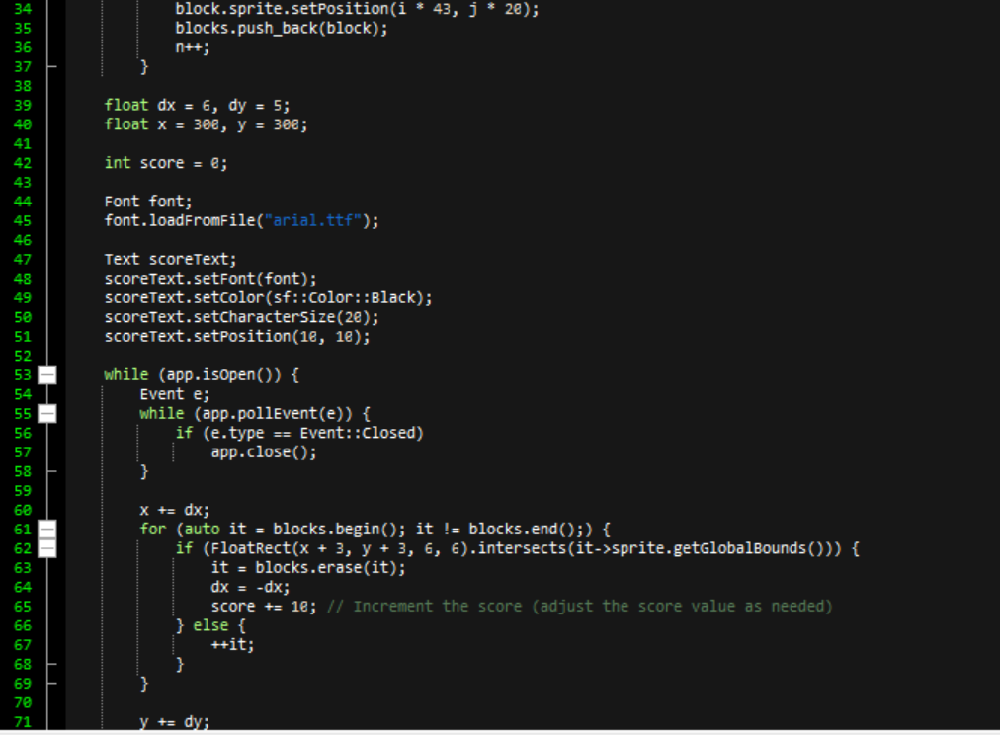 34 block.sprite.setPosition(i * 43, j * 20);
35 blocks.push_back(block);
36 n++;
37 }
38
39 float dx = 6, dy = 5;
40 float x = 300, y = 300;
41
42 int score = 0;
43
44 Font font;
45 font.loadFromFile("arial.ttf");
46
47 Text scoreText;
48 scoreText.setFont(font);
49 scoreText.setColor(sf::Color::Black);
50 scoreText.setCharacterSize(20);
51 scoreText.setPosition(10, 10);
52
53 while (app.isOpen()) {
54 Event e;
55 while (app.pollEvent(e)) {
56 if (e.type == Event::Closed)
57 app.close();
58 }
59
60 x += dx;
61 for (auto it = blocks.begin(); it != blocks.end();) {
62 if (FloatRect(x + 3, y + 3, 6, 6).intersects(it->sprite.getGlobalBounds())) {
63 it = blocks.erase(it);
64 dx = -dx;
65 score += 10; // Increment the score (adjust the score value as needed)
66 } else {
67 ++it;
68 }
69 }
70
71 y += dy;